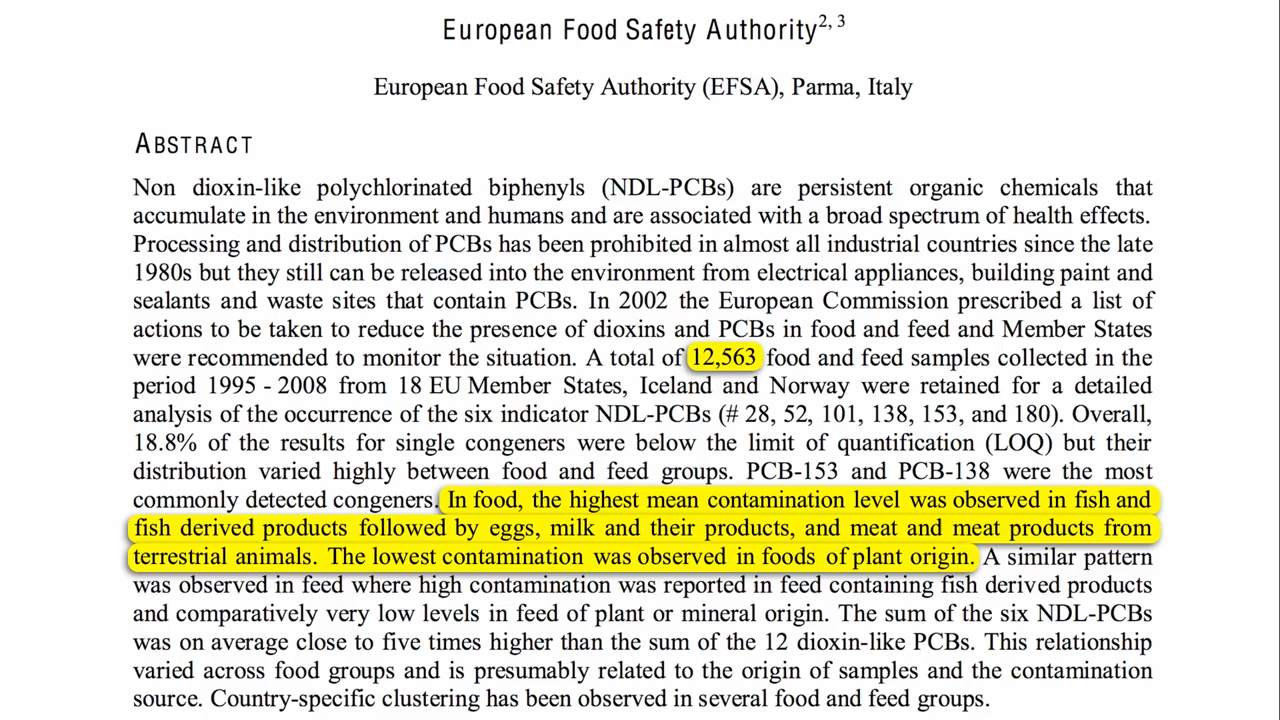 European Food Safety Authority2, 3
European Food Safety Authority (EFSA), Parma, Italy
ABSTRACT
Non dioxin-like polychlorinated biphenyls (NDL-PCBs) are persistent organic chemicals that
accumulate in the environment and humans and are associated with a broad spectrum of health effects.
Processing and distribution of PCBs has been prohibited in almost all industrial countries since the late
1980s but they still can be released into the environment from electrical appliances, building paint and
sealants and waste sites that contain PCBs. In 2002 the European Commission prescribed a list of
actions to be taken to reduce the presence of dioxins and PCBs in food and feed and Member States
were recommended to monitor the situation. A total of 12,563 food and feed samples collected in the
period 1995 - 2008 from 18 EU Member States, Iceland and Norway were retained for a detailed
analysis of the occurrence of the six indicator NDL-PCBs (# 28, 52, 101, 138, 153, and 180). Overall,
18.8% of the results for single congeners were below the limit of quantification (LOQ) but their
distribution varied highly between food and feed groups. PCB-153 and PCB-138 were the most
commonly detected congeners. In food, the highest mean contamination level was observed in fish and
fish derived products followed by eggs, milk and their products, and meat and meat products from
terrestrial animals. The lowest contamination was observed in foods of plant origin. A similar pattern
was observed in feed where high contamination was reported in feed containing fish derived products
and comparatively very low levels in feed of plant or mineral origin. The sum of the six NDL-PCBs
was on average close to five times higher than the sum of the 12 dioxin-like PCBs. This relationship
varied across food groups and is presumably related to the origin of samples and the contamination
source. Country-specific clustering has been observed in several food and feed groups.